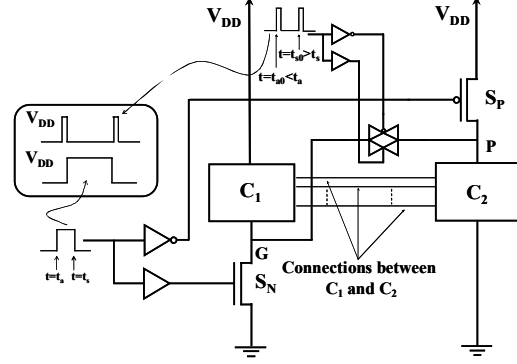 V_DD
V_DD
t=t_s0>t_s
t=t_a0<t_a
S_P
V_DD
V_DD
P
C_1
C_2
G
t=t_a
t=t_s
S_N
Connections between
C_1 and C_2